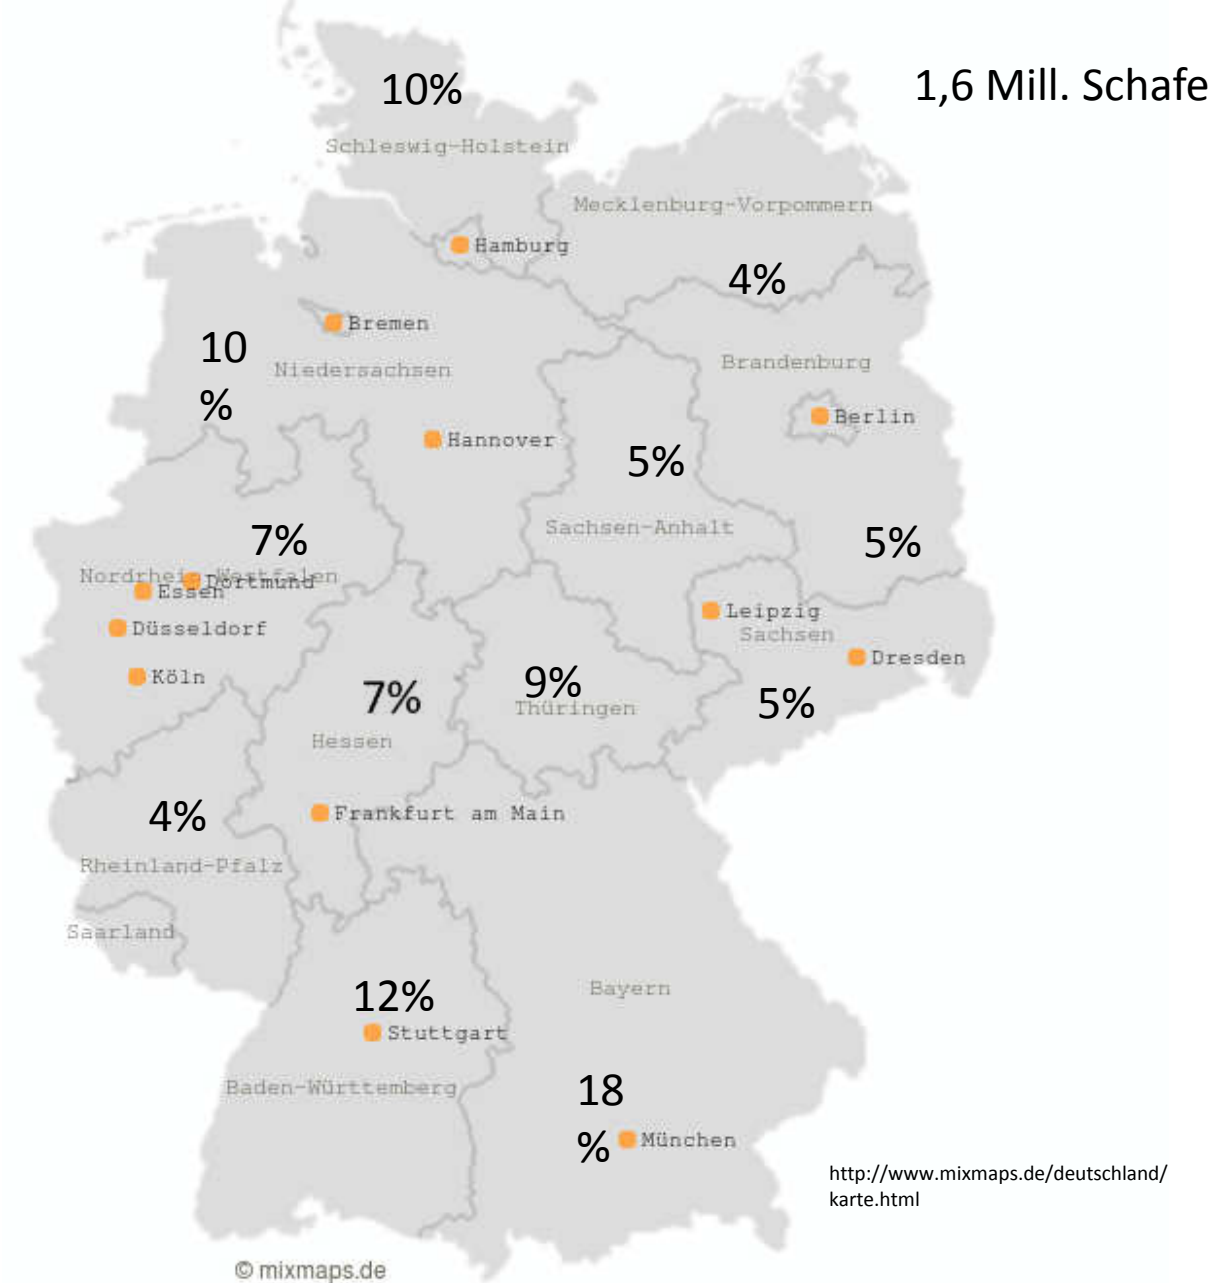 10%
1,6 Mill. Schafe
Schleswig-Holstein
Mecklenburg-Vorpommern
Hamburg
4%
Bremen
10
%
Niedersachsen
Brandenburg
Berlin
Hannover
5%
Sachsen-Anhalt
7%
5%
Nordrhein-Westfalen
Dortmund
Essen
Düsseldorf
Leipzig
Sachsen
Dresden
Köln
7%
9%
Thüringen
5%
Hessen
4%
Frankfurt am Main
Rheinland-Pfalz
Saarland
12%
Bayern
Stuttgart
Baden-Württemberg
18
%
München
http://www.mixmaps.de/deutschland/
karte.html
© mixmaps.de